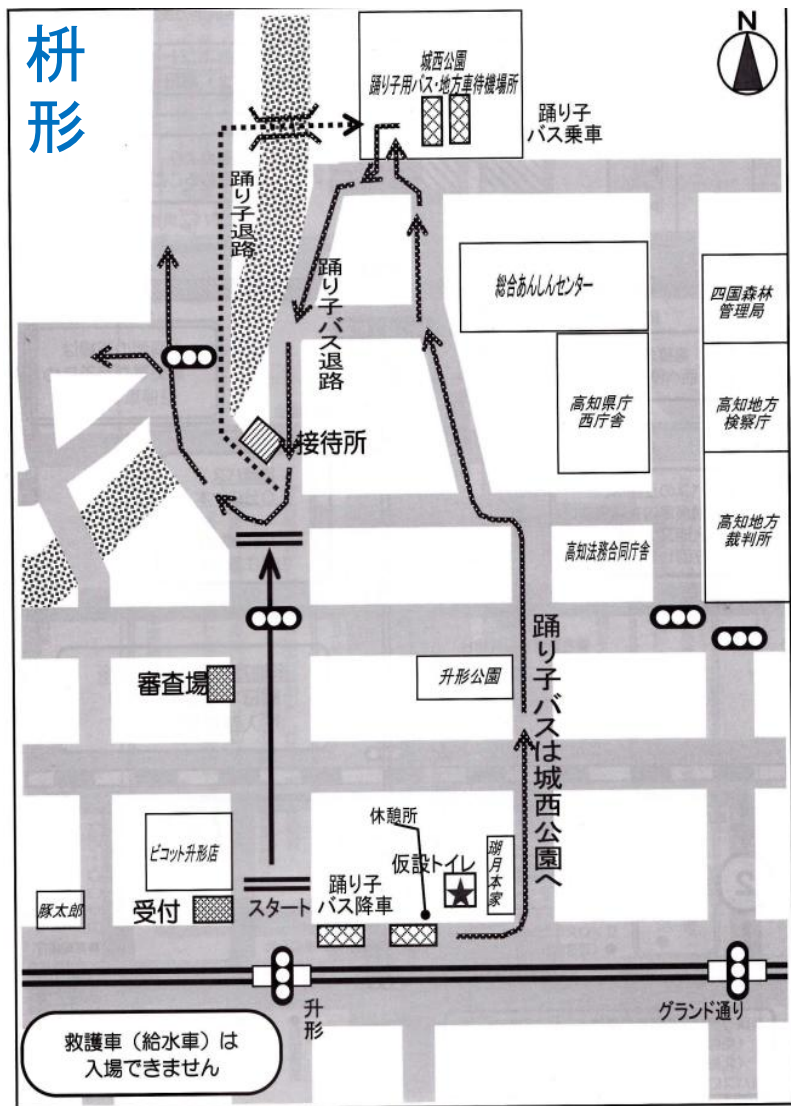 枡形
N
城西公園
踊り子用バス・地方車待機場所
踊り子
バス乗車
踊り子退路
踊り子バス退路
総合あんしんセンター
四国森林
管理局
高知県庁
西庁舎
高知地方
検察庁
接待所
高知地方
裁判所
高知法務合同庁舎
踊り子バスは城西公園へ
升形公園
審査場
休憩所
ピコット升形店
仮設トイレ
瑚月本家
踊り子
バス降車
豚太郎
受付
スタート
升形
グランド通り
救護車（給水車）は
入場できません